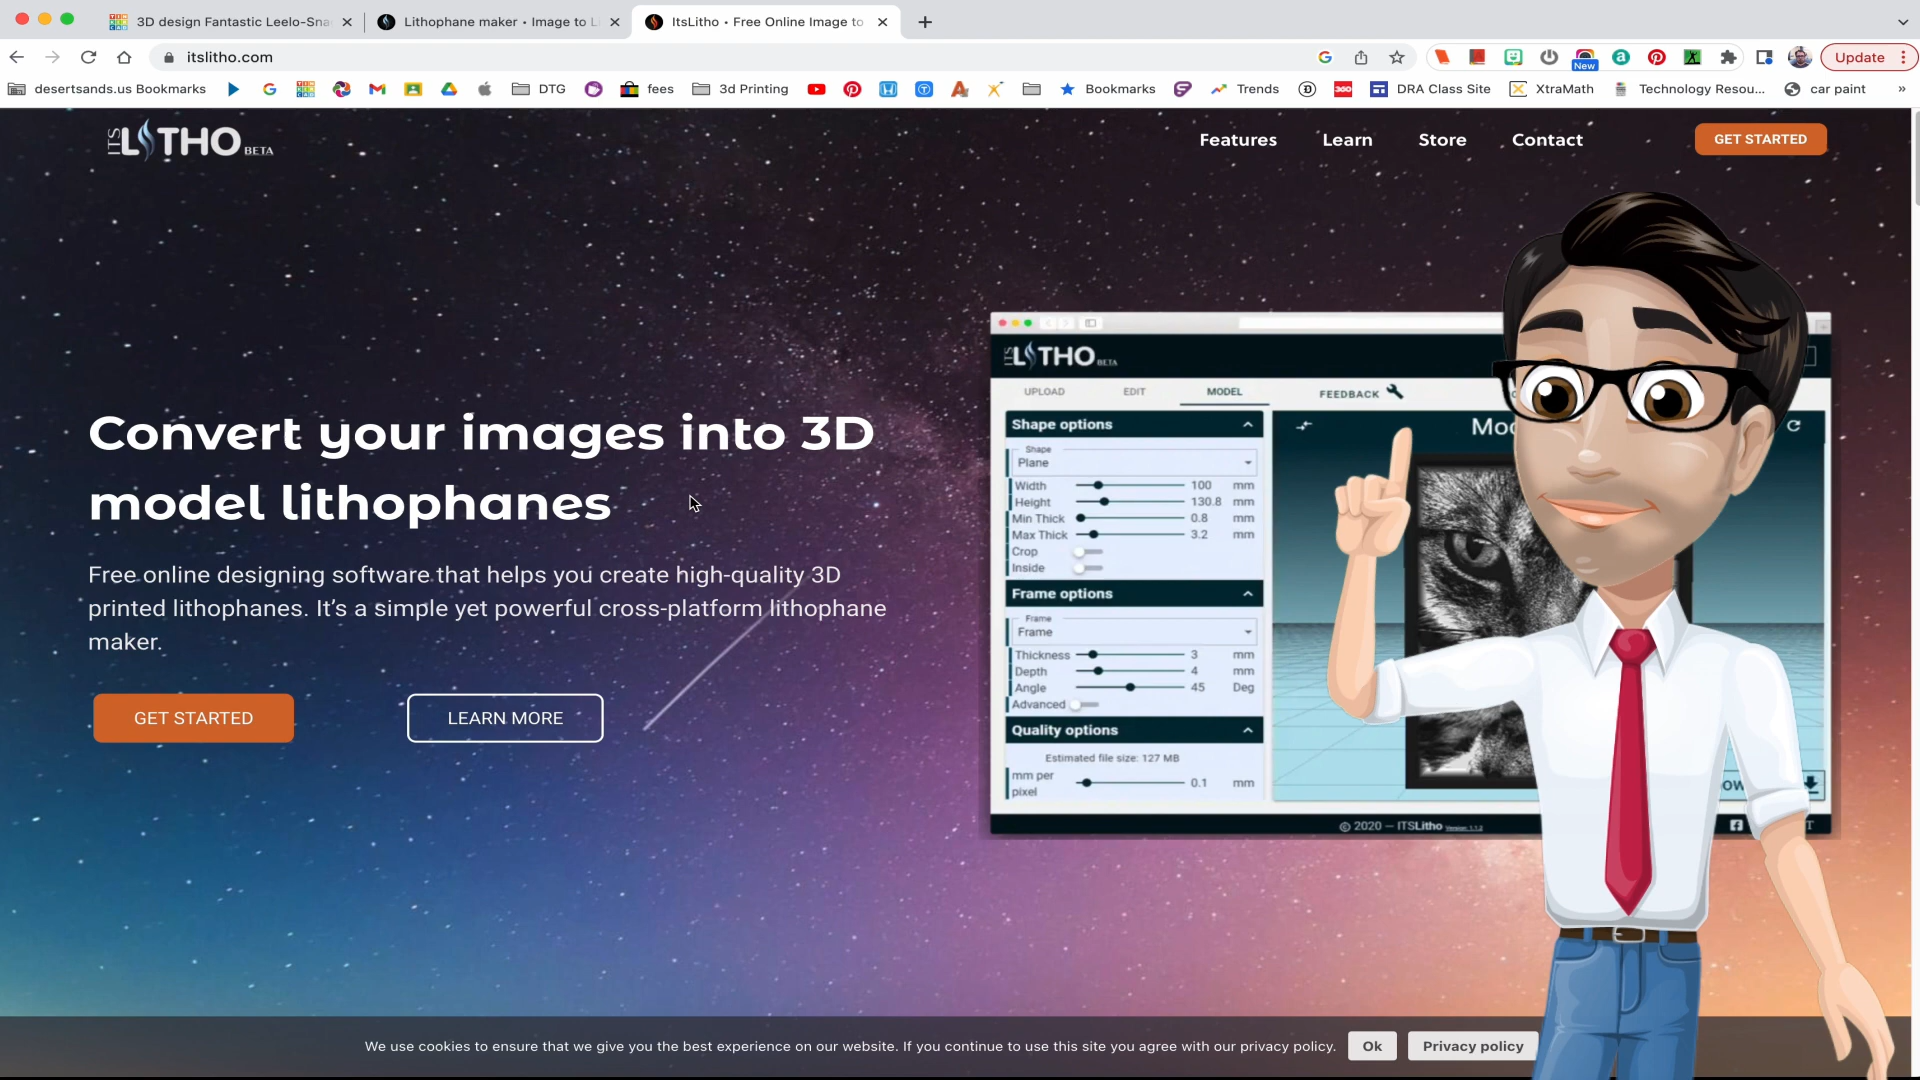 3D design Fantastic Leelo-Sna
Lithophane maker • Image to L
ItsLitho • Free Online Image to
itslitho.com
New
Update
desertsands.us Bookmarks
DTG
fees
3d Printing
Bookmarks
Trends
DRA Class Site
XtraMath
Technology Resou...
car paint
ITS LITHO BETA
Features
Learn
Store
Contact
GET STARTED
Convert your images into 3D
model lithophanes
Free online designing software that helps you create high-quality 3D
printed lithophanes. It's a simple yet powerful cross-platform lithophane
maker.
GET STARTED
LEARN MORE
ITS LITHO BETA
UPLOAD
EDIT
MODEL
FEEDBACK
Shape options
Shape
Plane
Width 100 mm
Height 130.8 mm
Min Thick 0.8 mm
Max Thick 3.2 mm
Crop
Inside
Frame options
Frame
Frame
Thickness 3 mm
Depth 4 mm
Angle 45 Deg
Advanced
Quality options
Estimated file size: 127 MB
mm per
pixel 0.1 mm
© 2020 — ITSLitho Version: 1.1.2
We use cookies to ensure that we give you the best experience on our website. If you continue to use this site you agree with our privacy policy.
Ok
Privacy policy